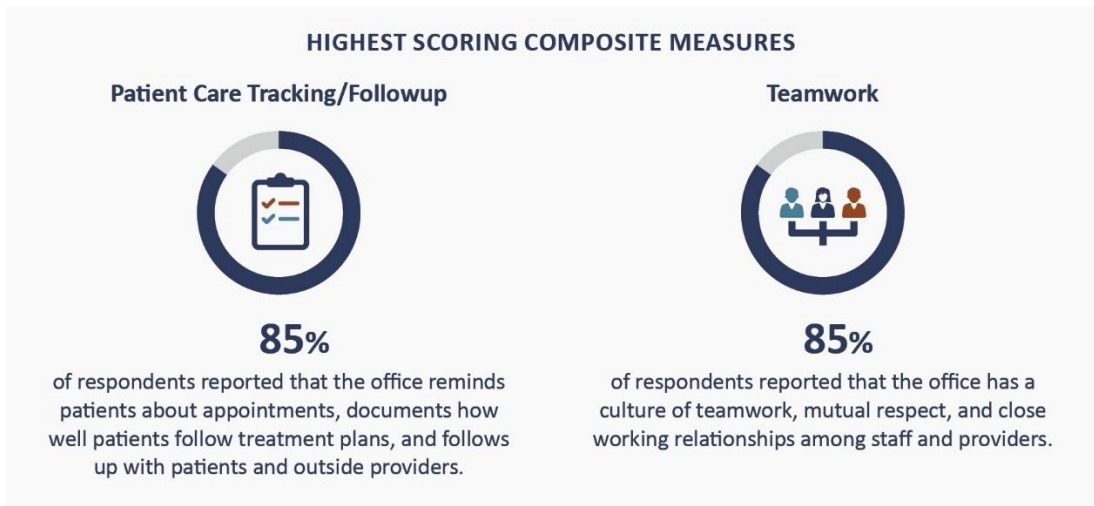 HIGHEST SCORING COMPOSITE MEASURES
Patient Care Tracking/Followup
85%
of respondents reported that the office reminds
patients about appointments, documents how
well patients follow treatment plans, and follows
up with patients and outside providers.
Teamwork
85%
of respondents reported that the office has a
culture of teamwork, mutual respect, and close
working relationships among staff and providers.